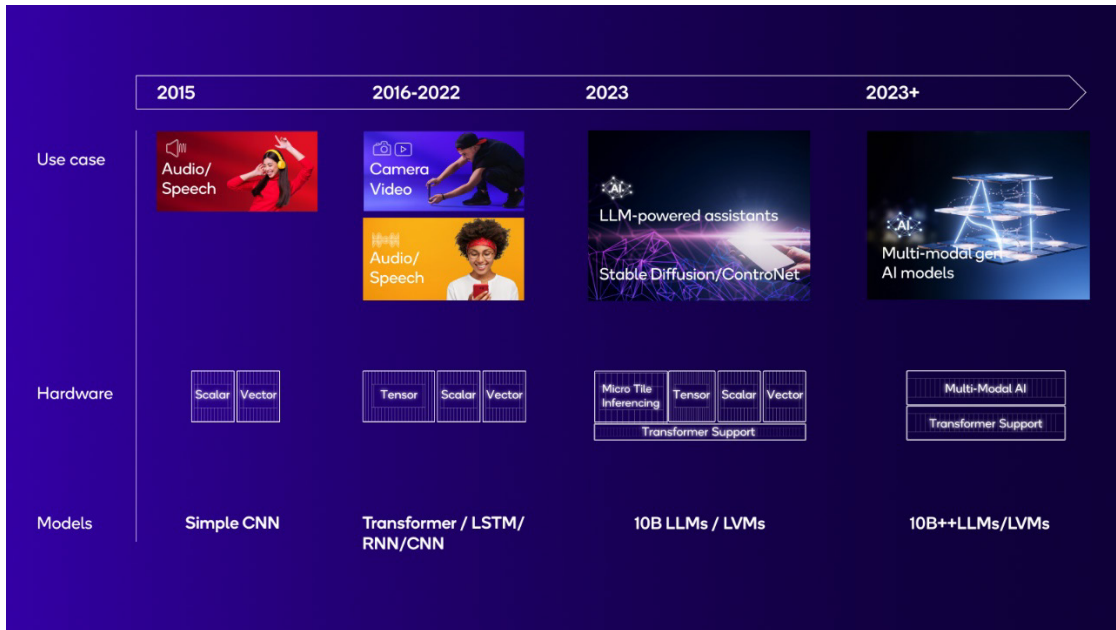 2015
2016-2022
2023
2023+
Use case
Audio/
Speech
Camera
Video
Audio/
Speech
AI
LLM-powered assistants
Stable Diffusion/ControNet
AI
Multi-modal gen
AI models
Hardware
Scalar
Vector
Tensor
Scalar
Vector
Micro Tile
Inferencing
Tensor
Scalar
Vector
Transformer Support
Multi-Modal AI
Transformer Support
Models
Simple CNN
Transformer / LSTM/
RNN/CNN
10B LLMs / LVMs
10B++LLMs/LVMs